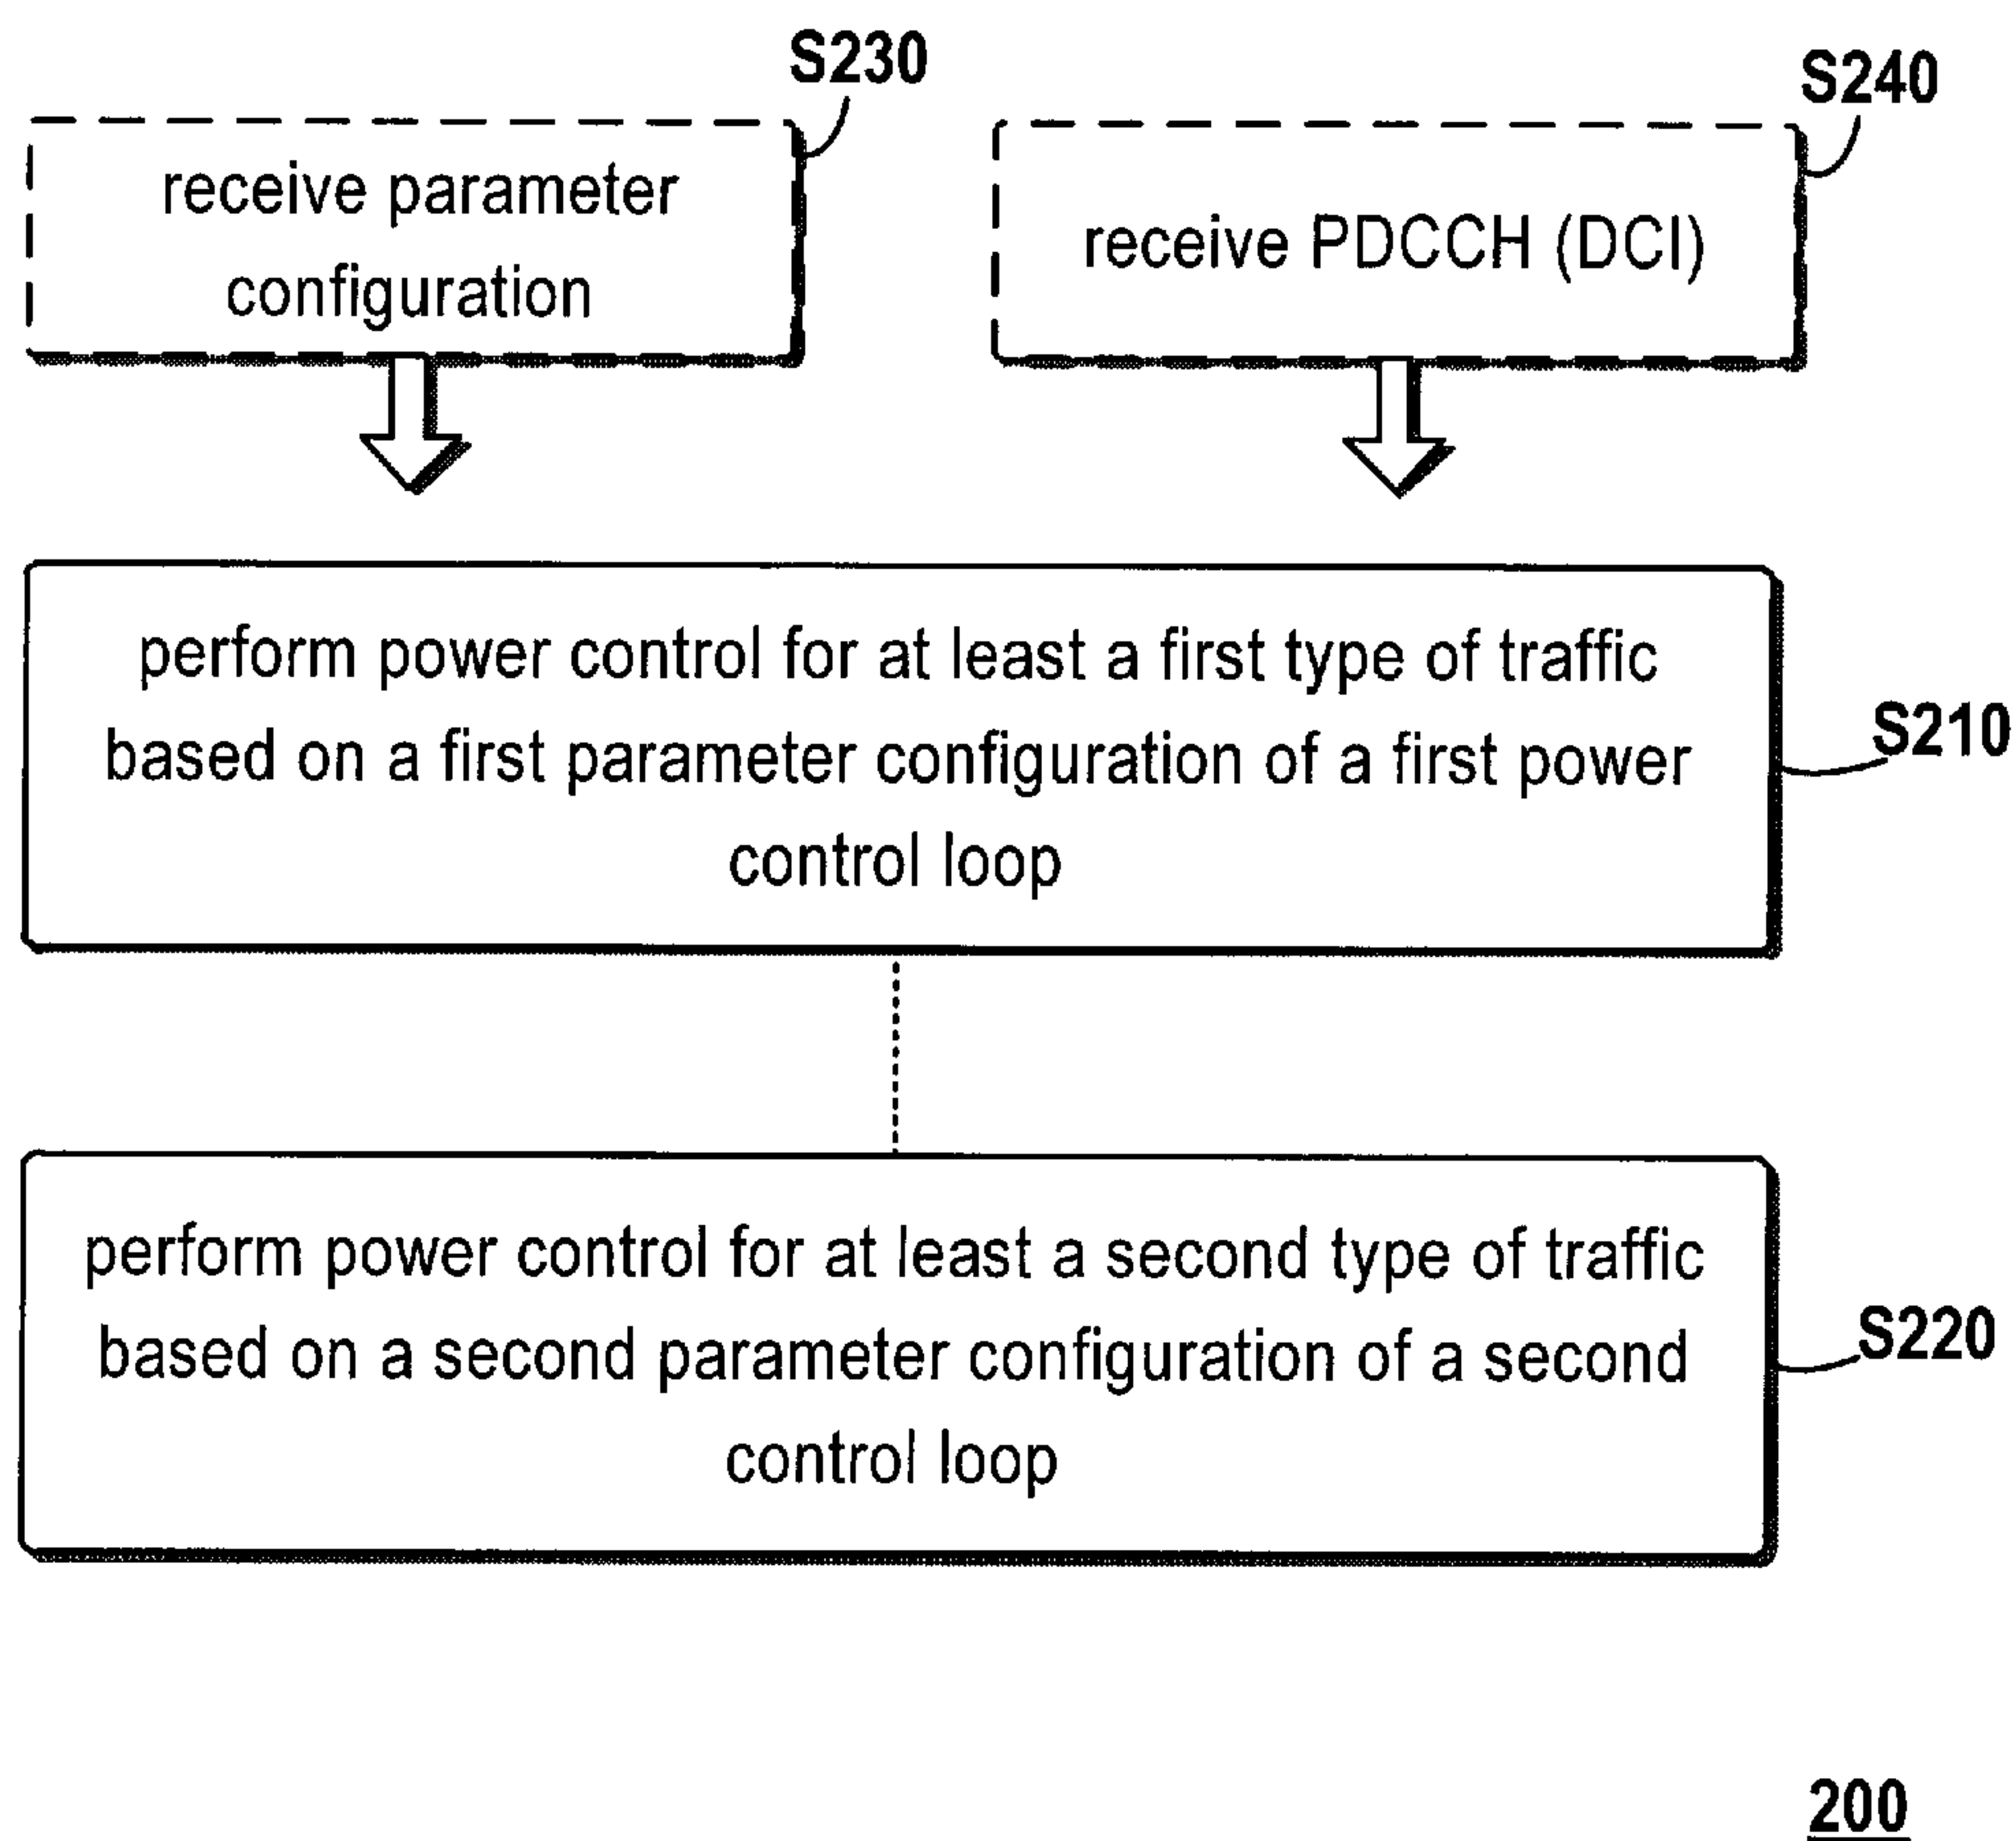 S230
S240
receive parameter
configuration
receive PDCCH (DCI)
perform power control for at least a first type of traffic
based on a first parameter configuration of a first power
control loop
S210
perform power control for at least a second type of traffic
based on a second parameter configuration of a second
control loop
S220
200